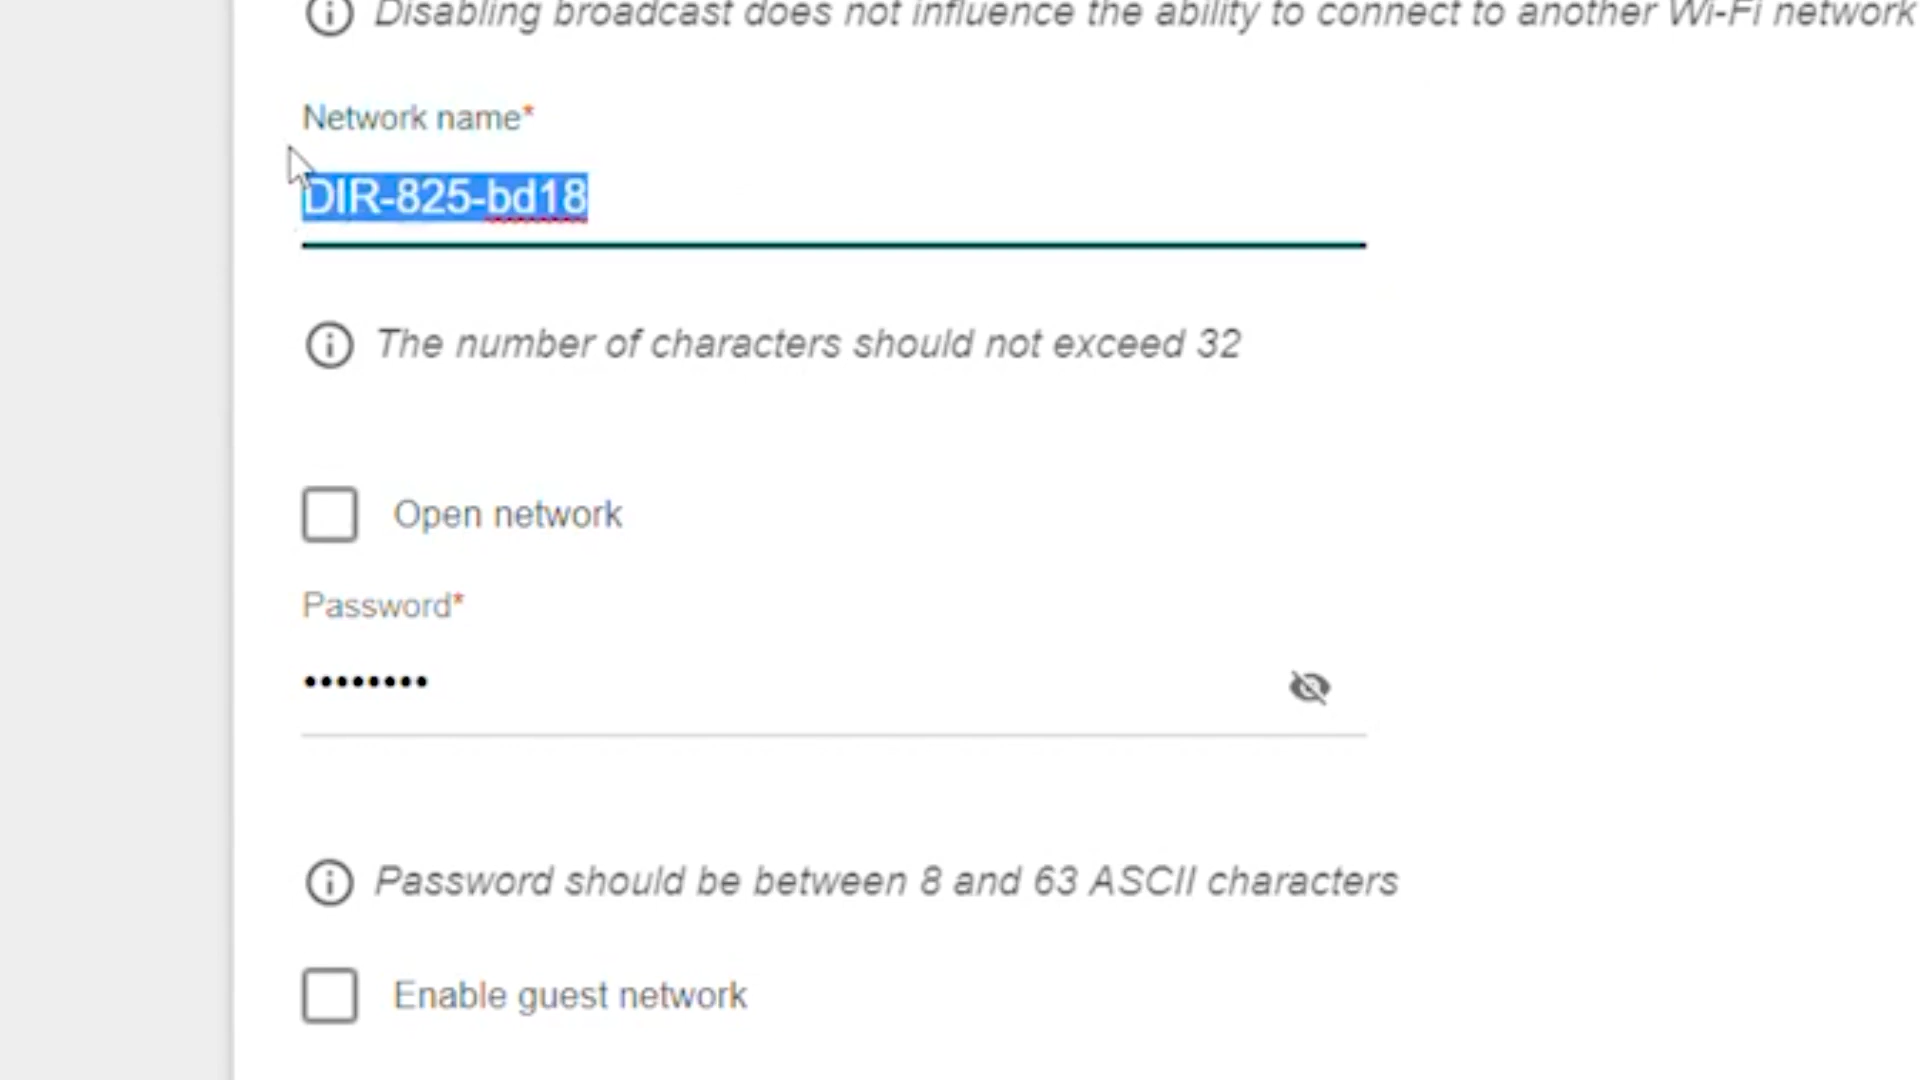 Disabling broadcast does not influence the ability to connect to another Wi-Fi network
Network name*
DIR-825-bd18
The number of characters should not exceed 32
Open network
Password*
••••••••
Password should be between 8 and 63 ASCII characters
Enable guest network